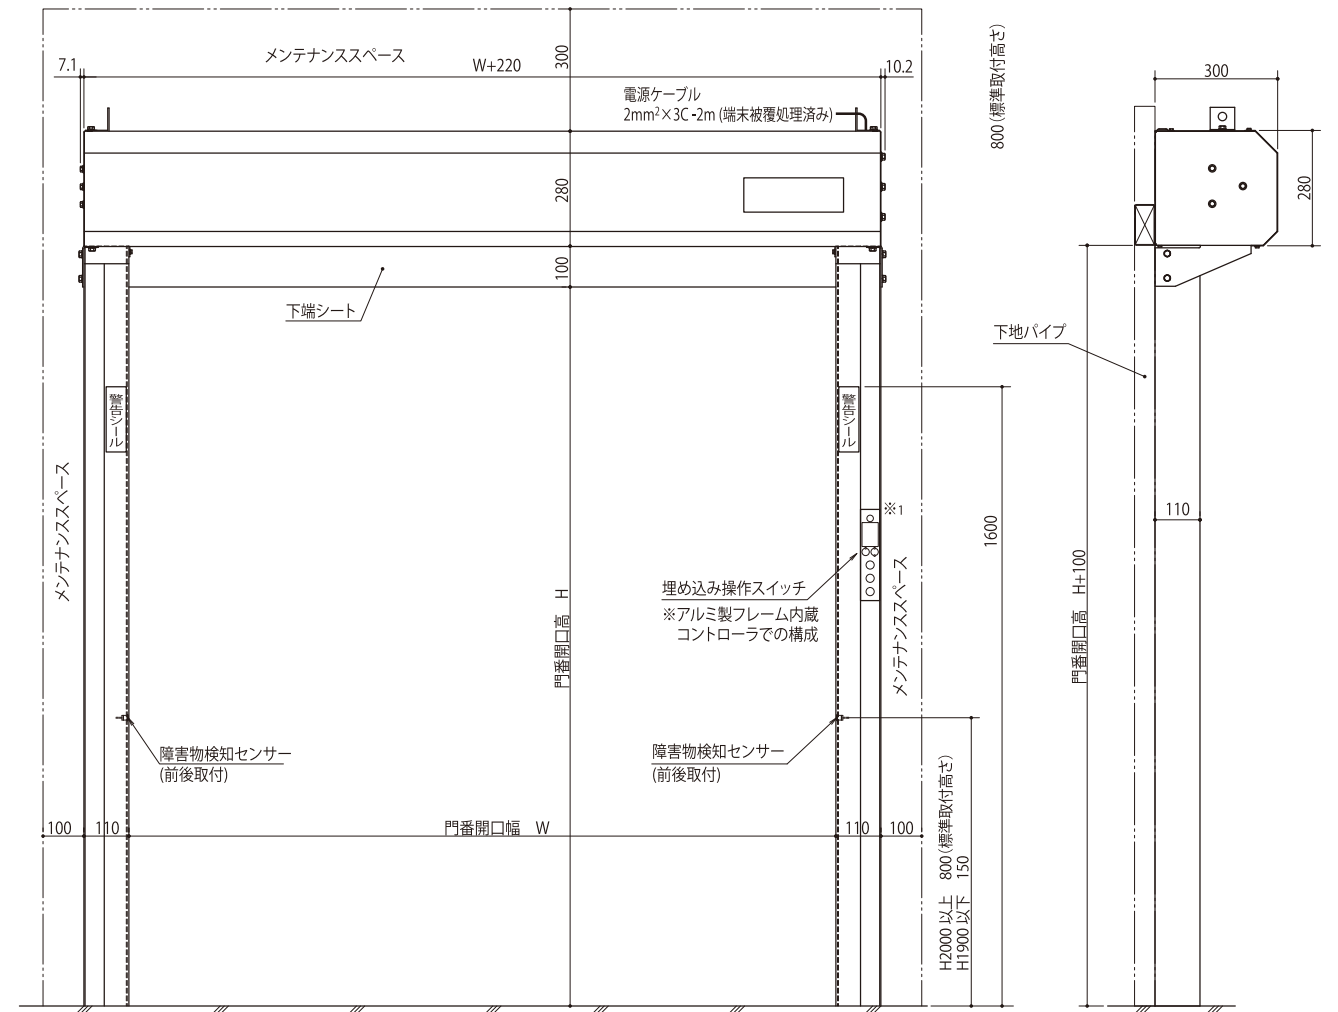 メンテナンススペース
7.1
W+220
300
10.2
電源ケーブル
2mm²×3C -2m (端末被覆処理済み)
800 (標準取付高さ)
300
280
280
100
下端シート
下地パイプ
警告シール
警告シール
メンテナンススペース
※1
1600
110
埋め込み操作スイッチ
※アルミ製フレーム内蔵
コントローラでの構成
門番開口高 H
メンテナンススペース
門番開口高 H+100
障害物検知センサー
(前後取付)
障害物検知センサー
(前後取付)
100
110
門番開口幅 W
110
100
H2000 以上 800 (標準取付高さ)
H1900 以下 150